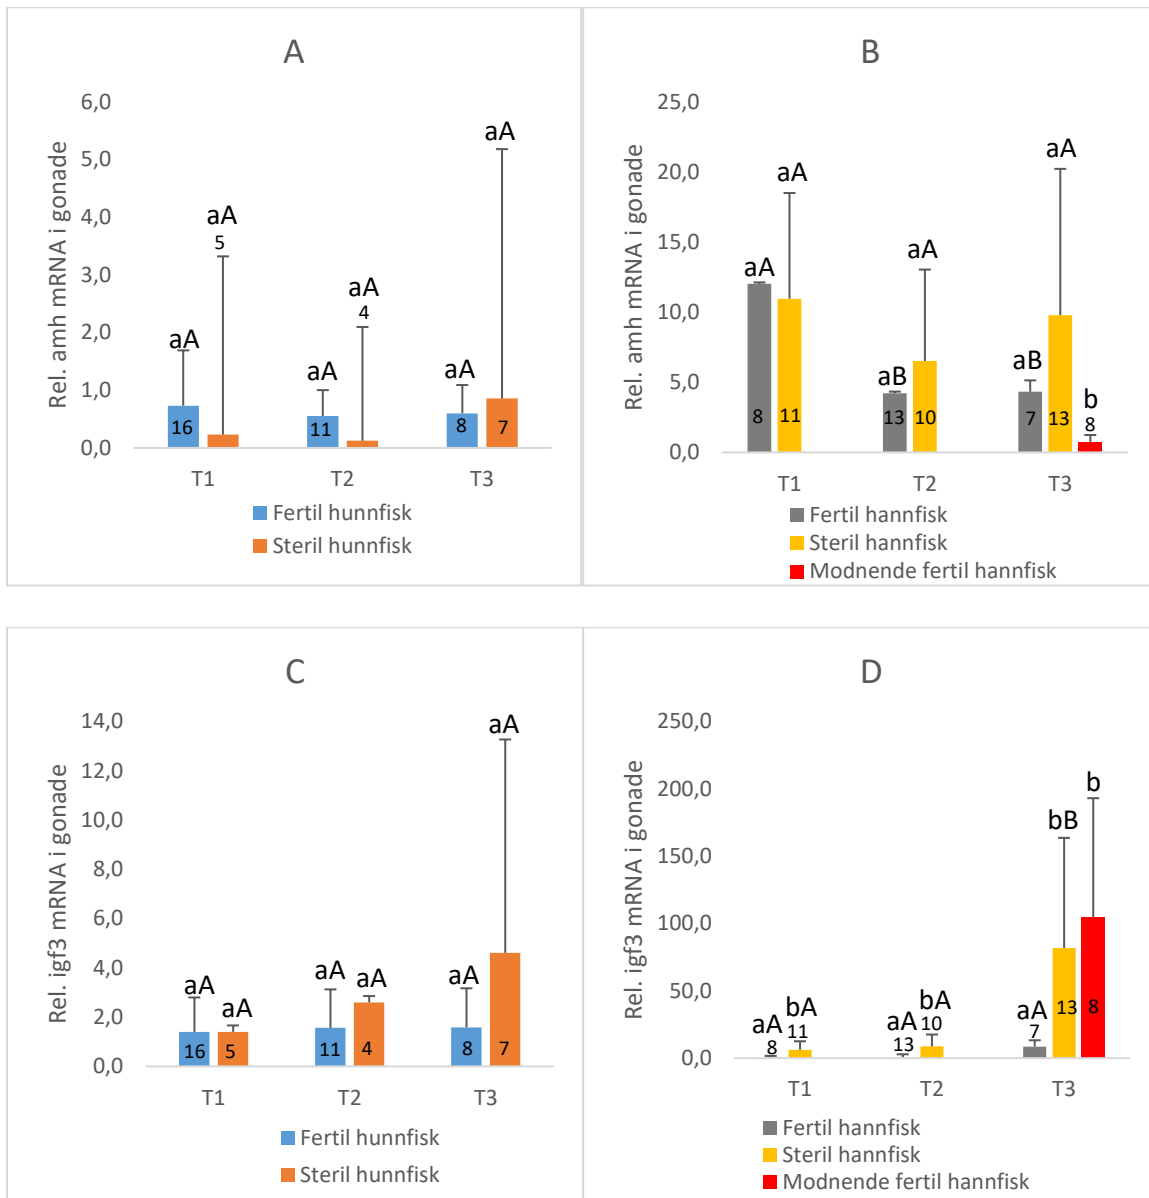 A
Rel. amh mRNA i gonade
6,0
5,0
4,0
3,0
2,0
1,0
0,0
aA
16
aA
5
aA
11
aA
4
aA
8
aA
7
T1
T2
T3
Fertil hunnfisk
Steril hunnfisk
B
Rel. amh mRNA i gonade
25,0
20,0
15,0
10,0
5,0
0,0
aA
8
aA
11
aB
13
aA
10
aB
7
aA
13
b
8
T1
T2
T3
Fertil hannfisk
Steril hannfisk
Modnende fertil hannfisk
C
Rel. igf3 mRNA i gonade
14,0
12,0
10,0
8,0
6,0
4,0
2,0
0,0
aA
16
aA
5
aA
11
aA
4
aA
8
aA
7
T1
T2
T3
Fertil hunnfisk
Steril hunnfisk
D
Rel. igf3 mRNA i gonade
250,0
200,0
150,0
100,0
50,0
0,0
aA
8
bA
11
aA
13
bA
10
aA
7
bB
13
b
8
T1
T2
T3
Fertil hannfisk
Steril hannfisk
Modnende fertil hannfisk